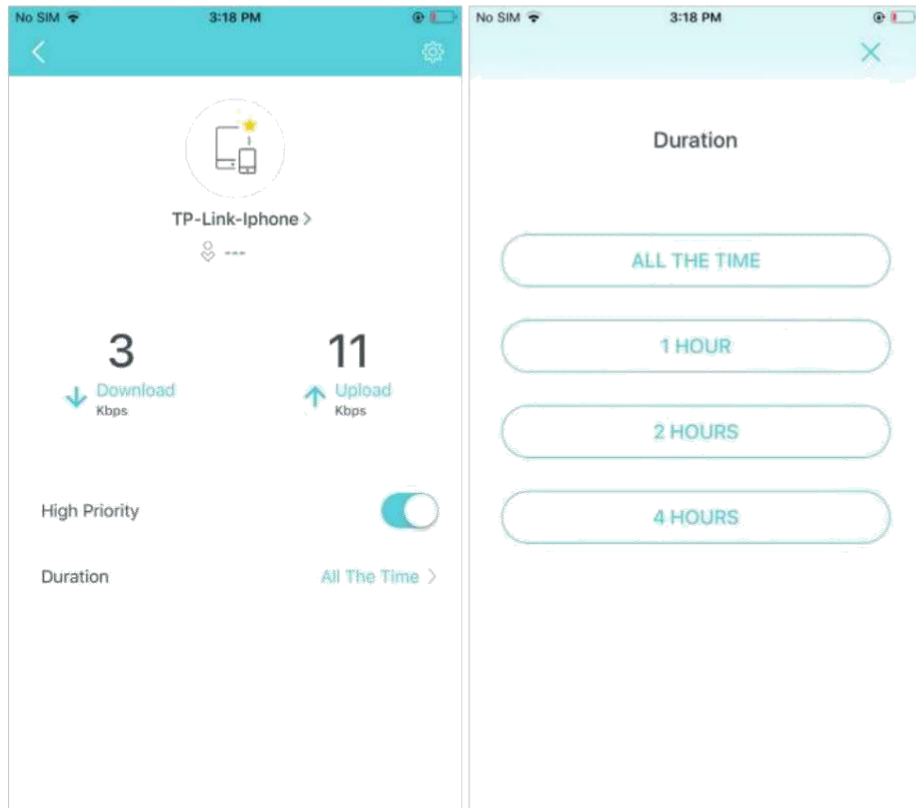 No SIM 3:18 PM
TP-Link-Iphone >
---
3
Download
Kbps
11
Upload
Kbps
High Priority
Duration All The Time >
No SIM 3:18 PM
Duration
ALL THE TIME
1 HOUR
2 HOURS
4 HOURS